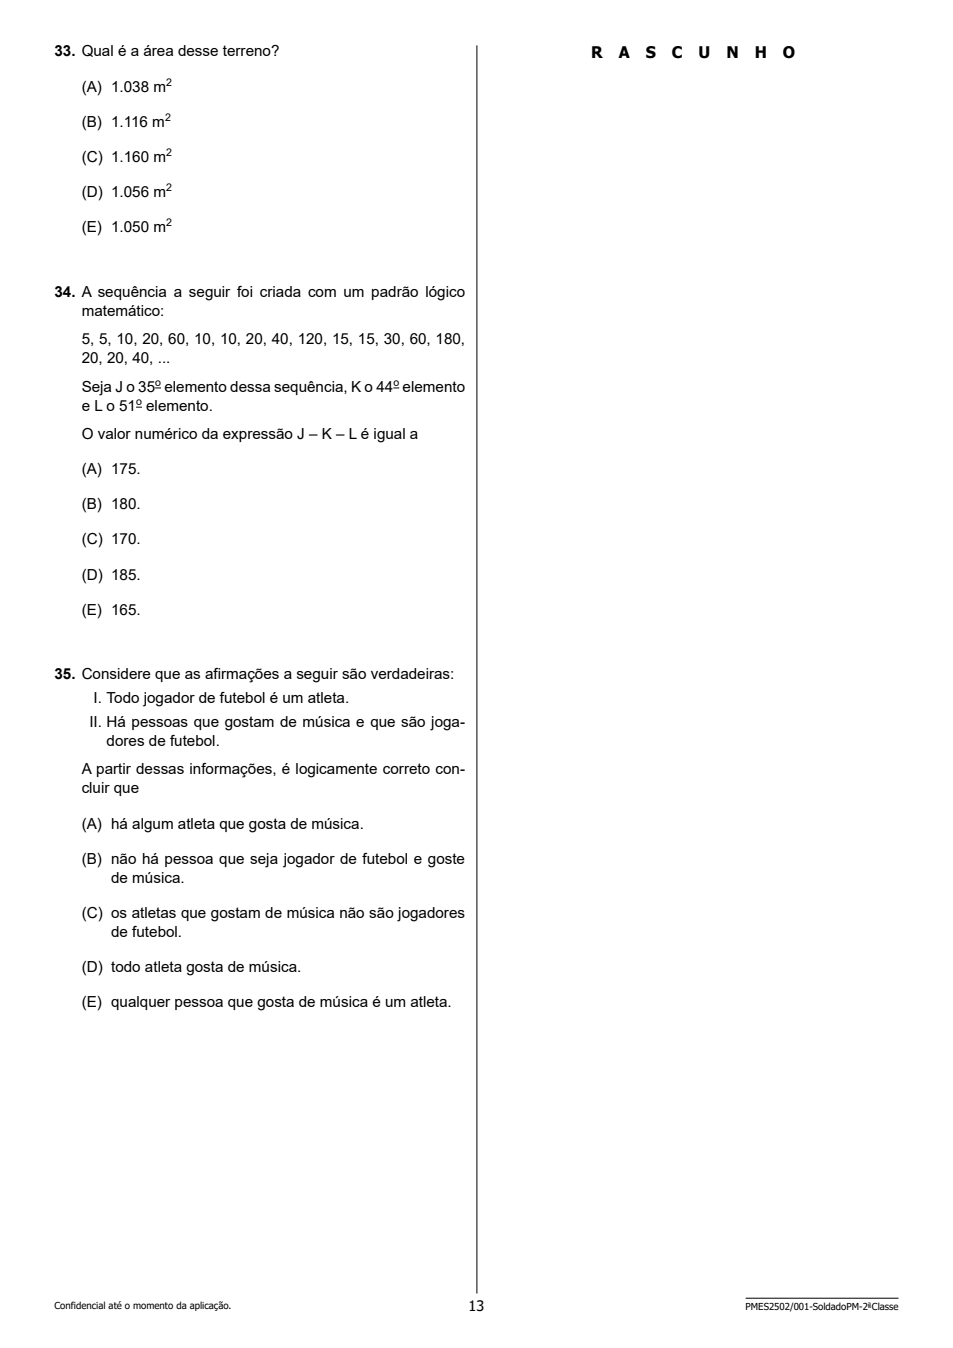 33. Qual é a área desse terreno?
(A) 1.038 m²
(B) 1.116 m²
(C) 1.160 m²
(D) 1.056 m²
(E) 1.050 m²
34. A sequência a seguir foi criada com um padrão lógico
matemático:
5, 5, 10, 20, 60, 10, 10, 20, 40, 120, 15, 15, 30, 60, 180,
20, 20, 40, ...
Seja J o 35º elemento dessa sequência, K o 44º elemento
e L o 51º elemento.
O valor numérico da expressão J – K – L é igual a
(A) 175.
(B) 180.
(C) 170.
(D) 185.
(E) 165.
35. Considere que as afirmações a seguir são verdadeiras:
I. Todo jogador de futebol é um atleta.
II. Há pessoas que gostam de música e que são joga-
dores de futebol.
A partir dessas informações, é logicamente correto con-
cluir que
(A) há algum atleta que gosta de música.
(B) não há pessoa que seja jogador de futebol e goste
de música.
(C) os atletas que gostam de música não são jogadores
de futebol.
(D) todo atleta gosta de música.
(E) qualquer pessoa que gosta de música é um atleta.
R A S C U N H O
Confidencial até o momento da aplicação.
13
PMES2502/001-SoldadoPM-2ªClasse